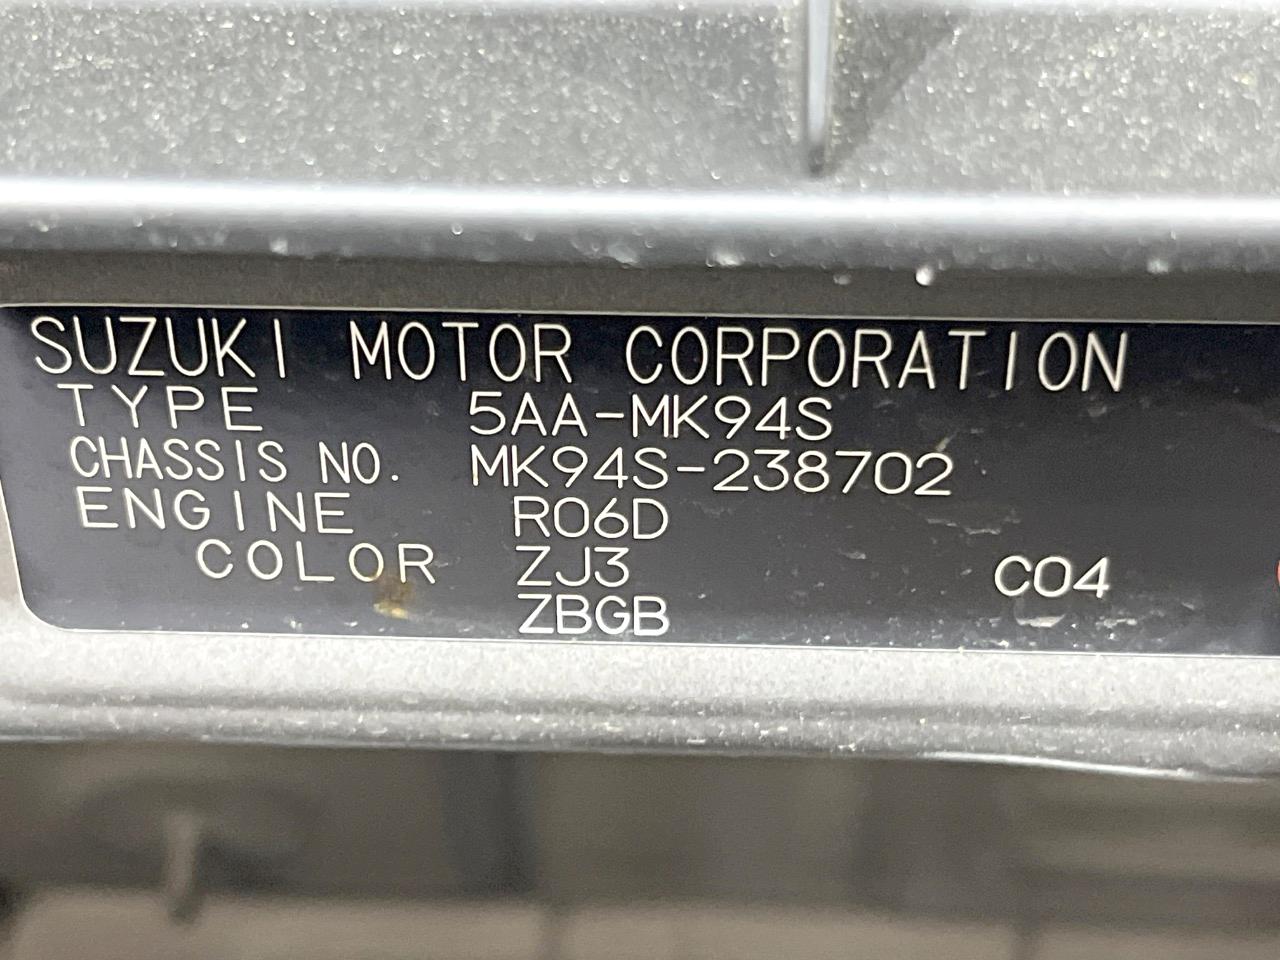 SUZUKI MOTOR CORPORATION
TYPE 5AA-MK94S
CHASSIS NO. MK94S-238702
ENGINE R06D
COLOR ZJ3 C04
ZBGB